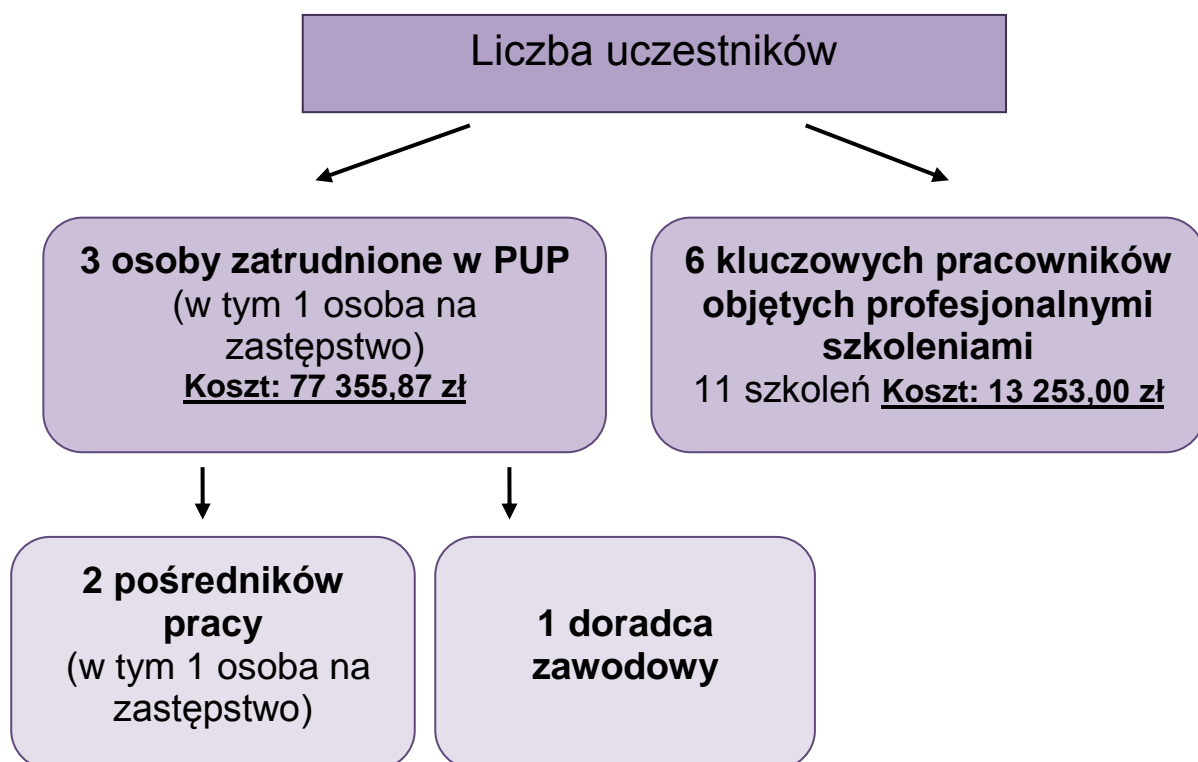 Liczba uczestników
3 osoby zatrudnione w PUP
(w tym 1 osoba na
zastępstwo)
Koszt: 77 355,87 zł
6 kluczowych pracowników
objętych profesjonalnymi
szkoleniami
11 szkoleń Koszt: 13 253,00 zł
2 pośredników
pracy
(w tym 1 osoba na
zastępstwo)
1 doradca
zawodowy